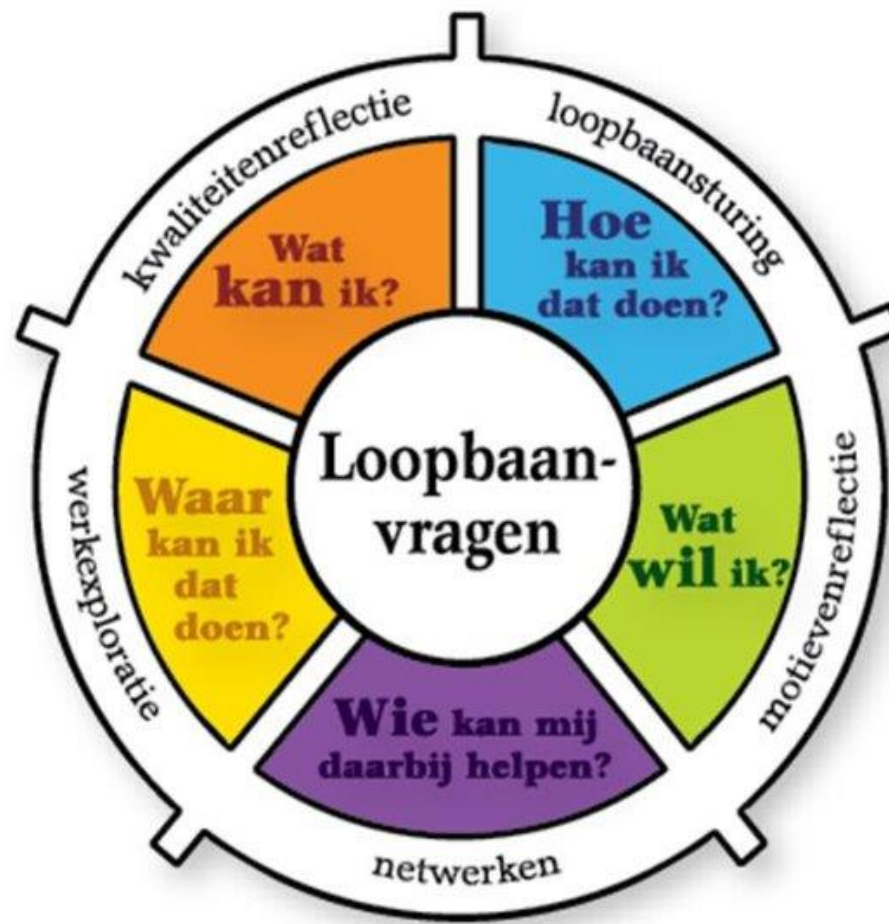 kwaliteitenreflectie
loopbaansturing
Wat
kan ik?
Hoe
kan ik
dat doen?
Loopbaan-
vragen
Waar
kan ik
dat
doen?
Wat
wil ik?
werkexploratie
motievenreflectie
Wie kan mij
daarbij helpen?
netwerken